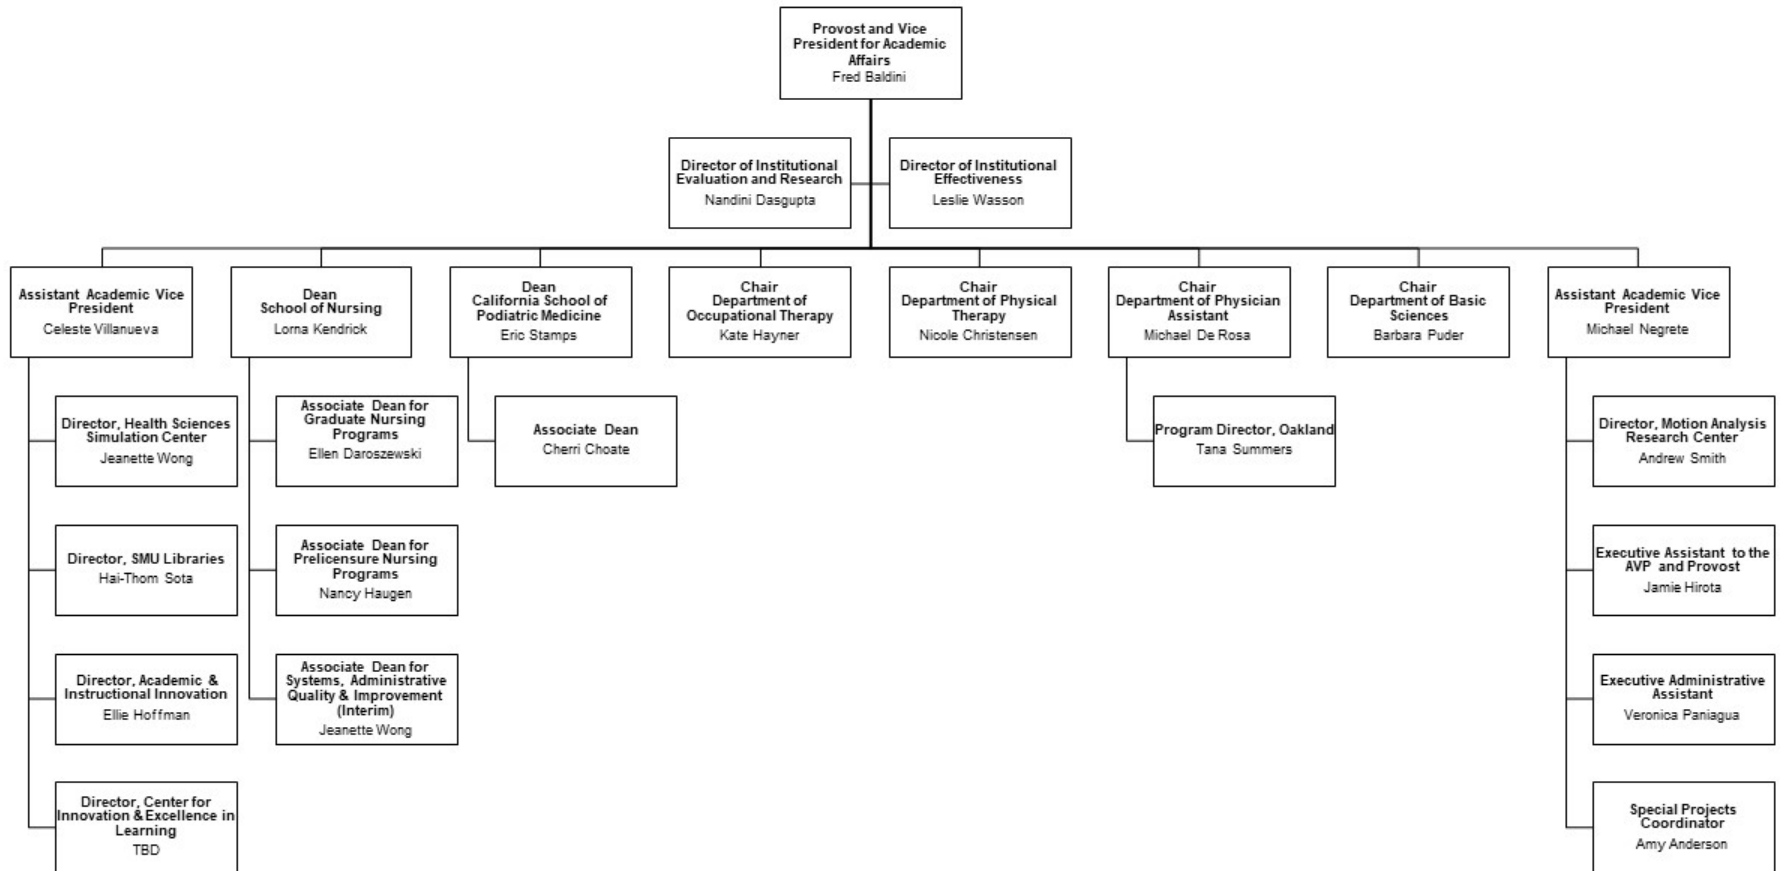 Provost and Vice
President for Academic
Affairs
Fred Baldini
Director of Institutional
Evaluation and Research
Nandini Dasgupta
Director of Institutional
Effectiveness
Leslie Wasson
Assistant Academic Vice
President
Celeste Villanueva
Dean
School of Nursing
Lorna Kendrick
Dean
California School of
Podiatric Medicine
Eric Stamps
Chair
Department of
Occupational Therapy
Kate Hayner
Chair
Department of Physical
Therapy
Nicole Christensen
Chair
Department of Physician
Assistant
Michael De Rosa
Chair
Department of Basic
Sciences
Barbara Puder
Assistant Academic Vice
President
Michael Negrete
Director, Health Sciences
Simulation Center
Jeanette Wong
Associate Dean for
Graduate Nursing
Programs
Ellen Daroszewski
Associate Dean
Cherri Choate
Program Director, Oakland
Tana Summers
Director, Motion Analysis
Research Center
Andrew Smith
Director, SMU Libraries
Hai-Thom Sota
Associate Dean for
Prelicensure Nursing
Programs
Nancy Haugen
Executive Assistant to the
AVP and Provost
Jamie Hirota
Director, Academic &
Instructional Innovation
Ellie Hoffman
Associate Dean for
Systems, Administrative
Quality & Improvement
(Interim)
Jeanette Wong
Executive Administrative
Assistant
Veronica Paniagua
Director, Center for
Innovation & Excellence in
Learning
TBD
Special Projects
Coordinator
Amy Anderson